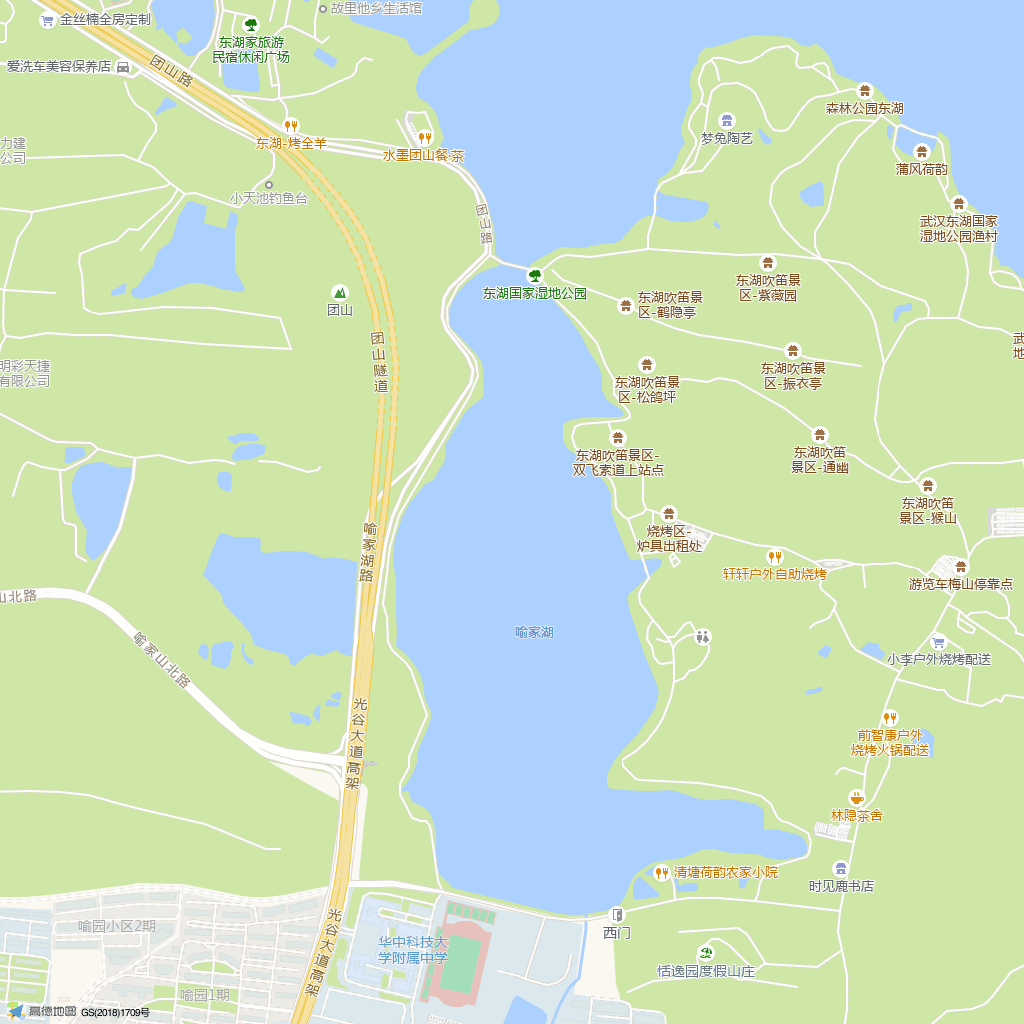 故里他乡生活馆
金丝楠全房定制
东湖家旅游
民宿休闲广场
爱洗车美容保养店
团山路
森林公园东湖
东湖-烤全羊
水墨团山餐·茶
梦兔陶艺
力建
公司
蒲风荷韵
小天池钓鱼台
团山路
武汉东湖国家
湿地公园渔村
东湖国家湿地公园
东湖吹笛景
区-紫薇园
东湖吹笛景
区-鹤隐亭
团山
团山隧道
武
地
明彩天捷
有限公司
东湖吹笛景
区-松鸽坪
东湖吹笛景
区-振衣亭
东湖吹笛景区-
双飞索道上站点
东湖吹笛
景区-通幽
东湖吹笛
景区-猴山
喻家湖路
烧烤区-
炉具出租处
轩轩户外自助烧烤
游览车梅山停靠点
山北路
喻家山北路
喻家湖
小李户外烧烤配送
光谷大道高架
前智康户外
烧烤火锅配送
林隐茶舍
清塘荷韵农家小院
时见鹿书店
喻园小区2期
光谷大道高架
华中科技大
学附属中学
西门
恬逸园度假山庄
喻园1期
高德地图 GS(2018)1709号